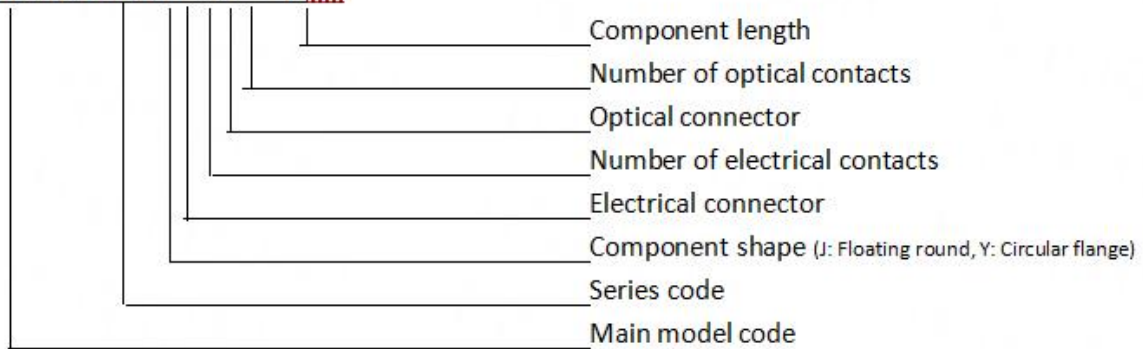 Component length
Number of optical contacts
Optical connector
Number of electrical contacts
Electrical connector
Component shape (J: Floating round, Y: Circular flange)
Series code
Main model code